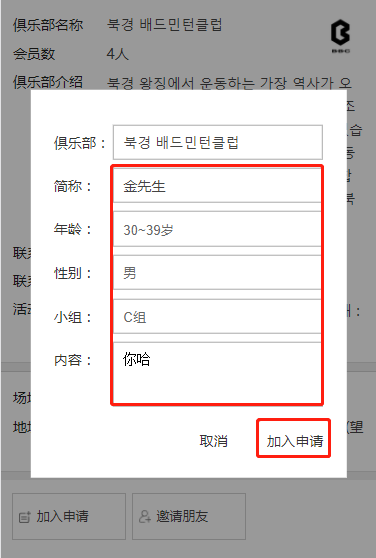 俱乐部名称 북경 배드민턴클럽
会员数 4人
俱乐部介绍 북경 왕징에서 운동하는 가장 역사가 오
BBC
俱乐部： 북경 배드민턴클럽
简称： 金先生
年龄： 30~39岁
性别： 男
小组： C组
内容： 你哈
取消 加入申请
加入申请 邀请朋友